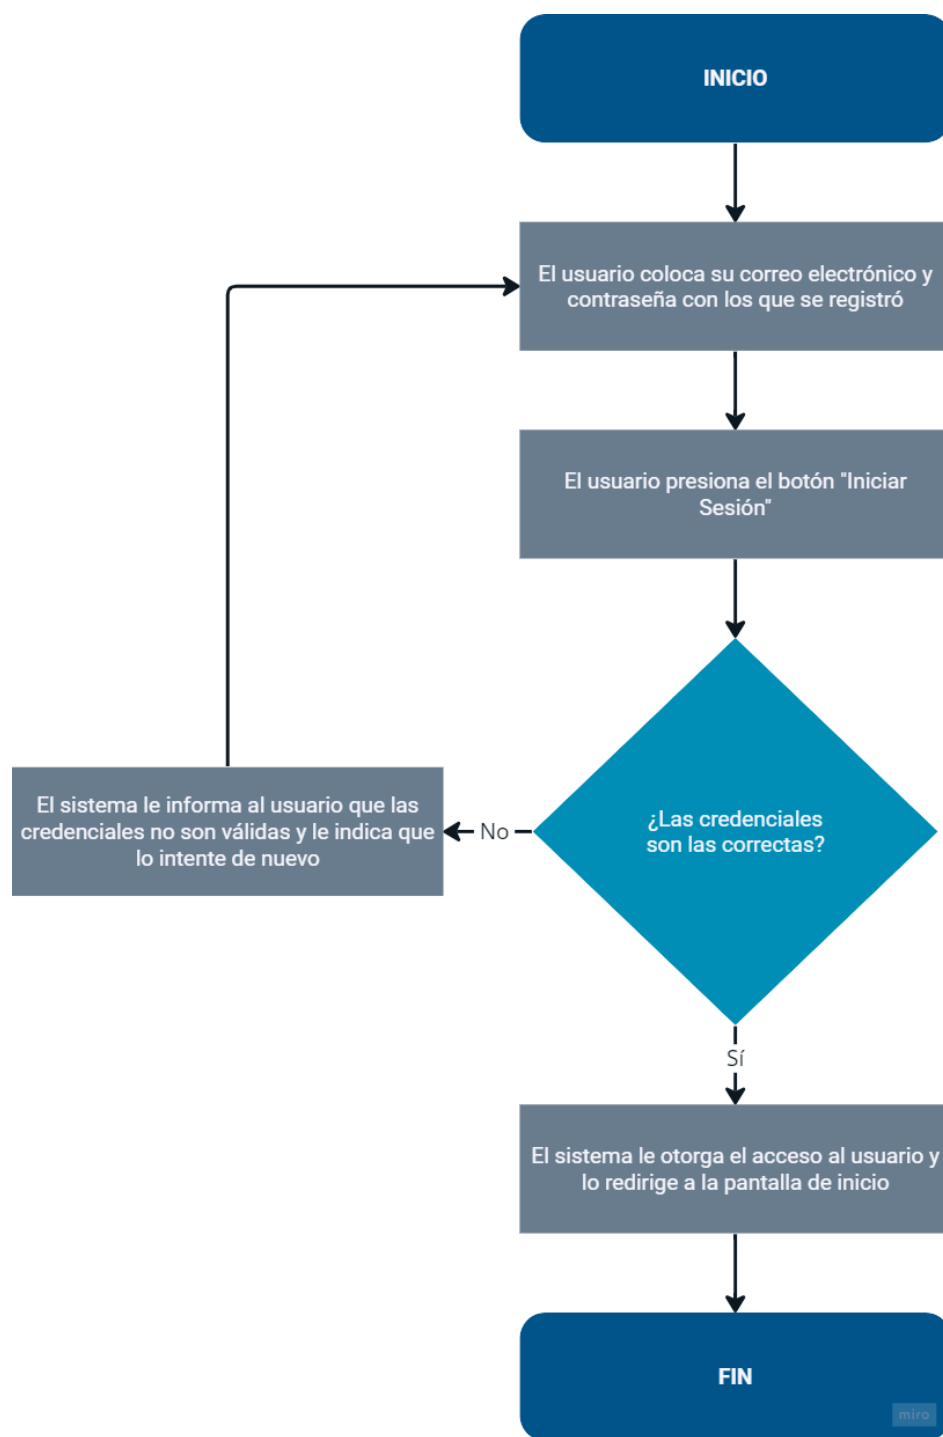 INICIO
El usuario coloca su correo electrónico y
contraseña con los que se registró
El usuario presiona el botón "Iniciar
Sesión"
¿Las credenciales
son las correctas?
No
El sistema le informa al usuario que las
credenciales no son válidas y le indica que
lo intente de nuevo
Sí
El sistema le otorga el acceso al usuario y
lo redirige a la pantalla de inicio
FIN
miro